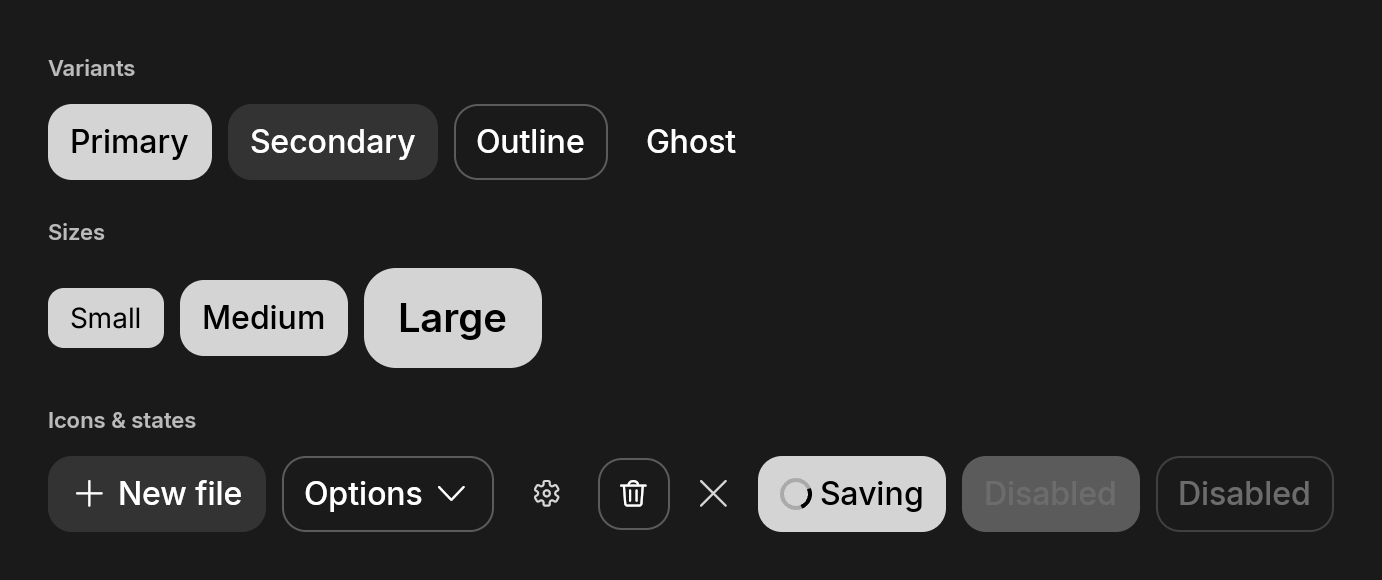 Variants
Primary Secondary Outline Ghost
Sizes
Small Medium Large
Icons & states
New file Options Saving Disabled Disabled